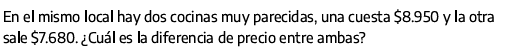 En el mismo local hay dos cocinas muy parecidas, una cuesta $8.950 y la otra
sale $7.680. ¿Cuál es la diferencia de precio entre ambas?